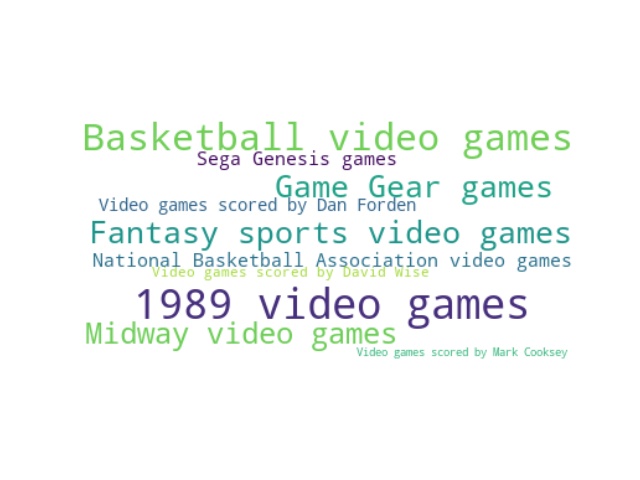 Basketball video games
Sega Genesis games
Game Gear games
Video games scored by Dan Forden
Fantasy sports video games
National Basketball Association video games
Video games scored by David Wise
1989 video games
Midway video games
Video games scored by Mark Cooksey